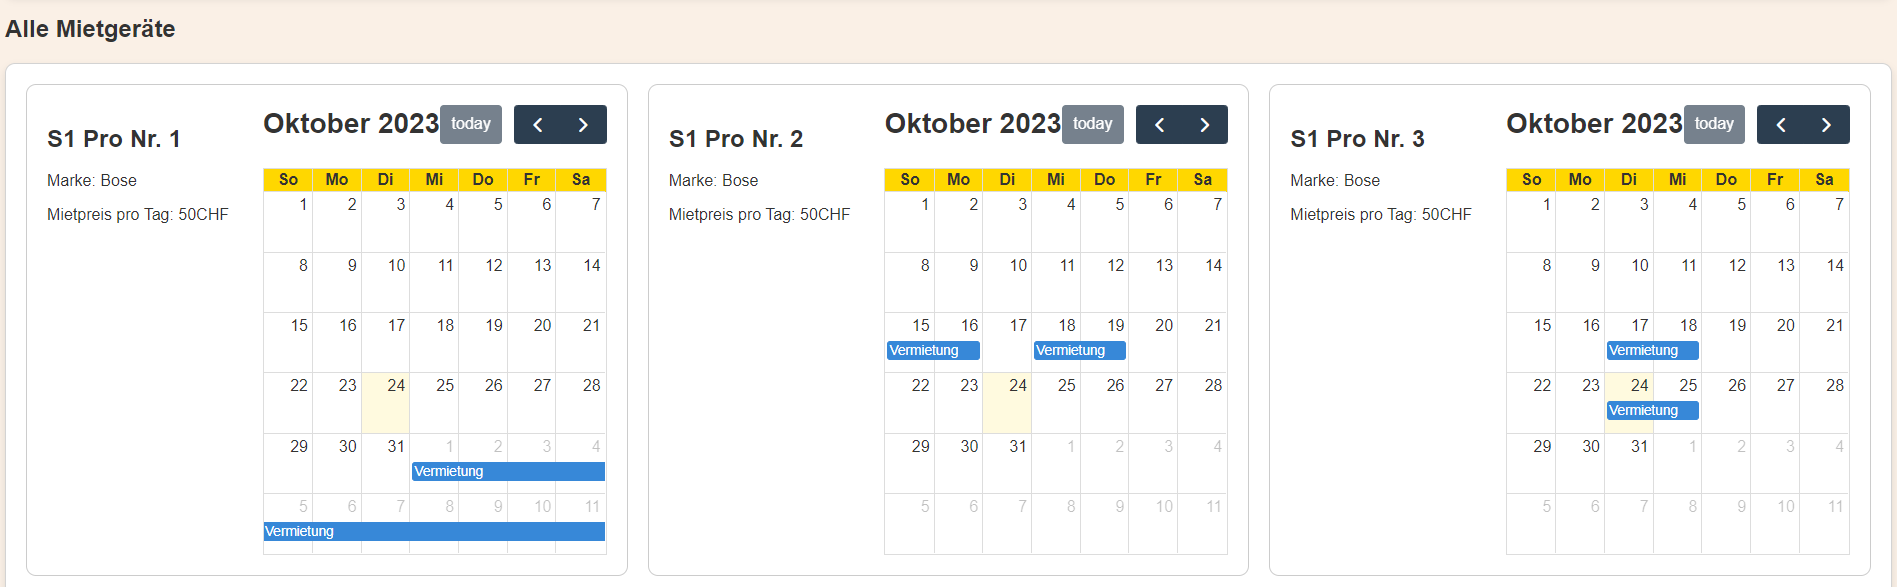 Alle Mietgeräte
S1 Pro Nr. 1
Marke: Bose
Mietpreis pro Tag: 50CHF
Oktober 2023 today
So Mo Di Mi Do Fr Sa
1 2 3 4 5 6 7
8 9 10 11 12 13 14
15 16 17 18 19 20 21
22 23 24 25 26 27 28
29 30 31 1 2 3 4
Vermietung
5 6 7 8 9 10 11
Vermietung
S1 Pro Nr. 2
Marke: Bose
Mietpreis pro Tag: 50CHF
Oktober 2023 today
So Mo Di Mi Do Fr Sa
1 2 3 4 5 6 7
8 9 10 11 12 13 14
15 16 17 18 19 20 21
Vermietung Vermietung
22 23 24 25 26 27 28
29 30 31 1 2 3 4
5 6 7 8 9 10 11
S1 Pro Nr. 3
Marke: Bose
Mietpreis pro Tag: 50CHF
Oktober 2023 today
So Mo Di Mi Do Fr Sa
1 2 3 4 5 6 7
8 9 10 11 12 13 14
15 16 17 18 19 20 21
Vermietung
22 23 24 25 26 27 28
Vermietung
29 30 31 1 2 3 4
5 6 7 8 9 10 11